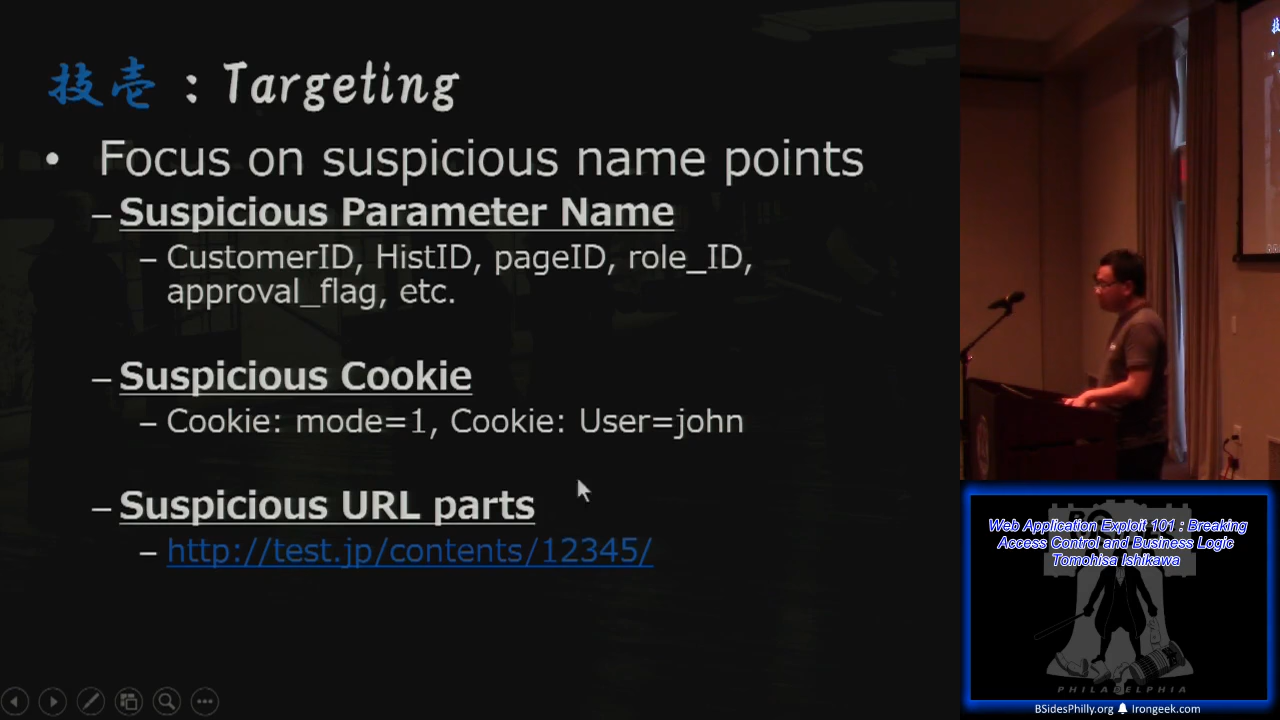 技壱 : Targeting
• Focus on suspicious name points
– Suspicious Parameter Name
– CustomerID, HistID, pageID, role_ID,
approval_flag, etc.
– Suspicious Cookie
– Cookie: mode=1, Cookie: User=john
– Suspicious URL parts
– http://test.jp/contents/12345/
Web Application Exploit 101 : Breaking
Access Control and Business Logic
Tomohisa Ishikawa
PHILADELPHIA
BSidesPhilly.org Irongeek.com